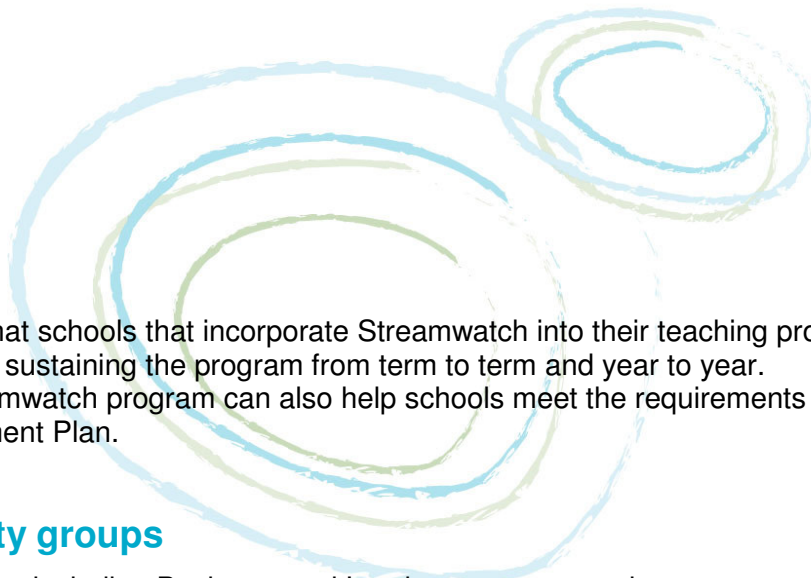 hat schools that incorporate Streamwatch into their teaching pro
sustaining the program from term to term and year to year.
mwatch program can also help schools meet the requirements
ent Plan.
ty groups